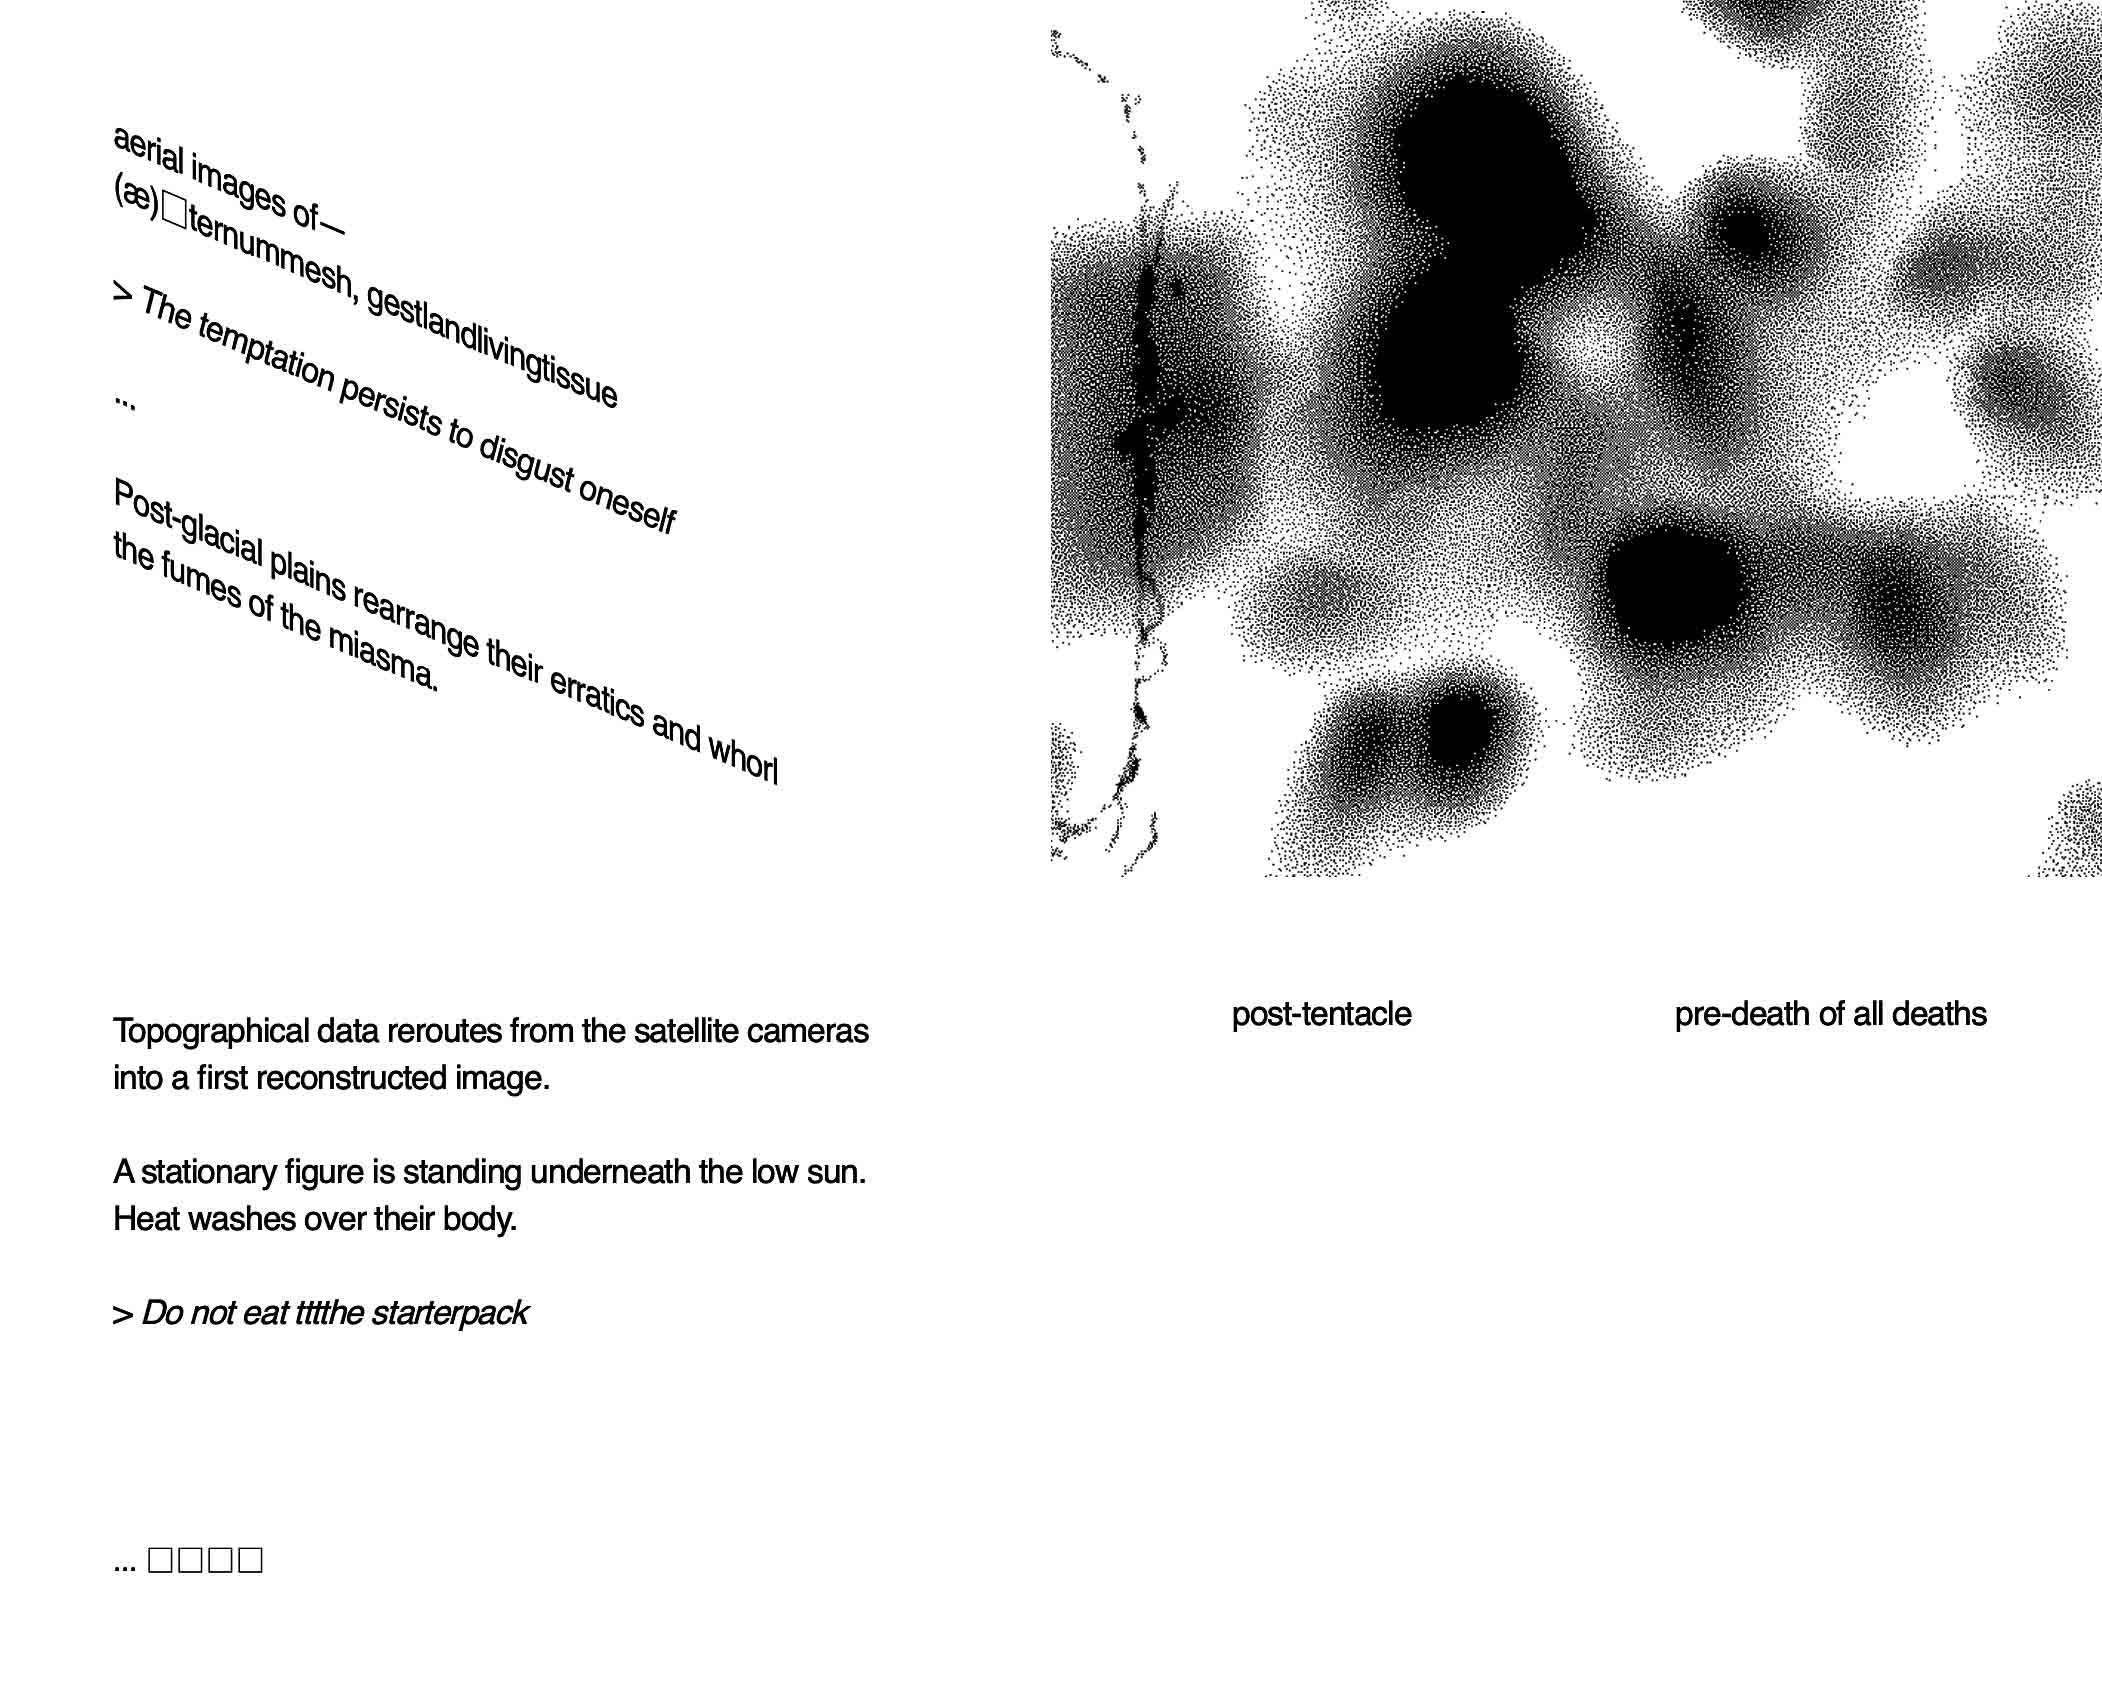 aerial images of—
(æ)□ternummesh, gestlandlivingtissue
> The temptation persists to disgust oneself
...
Post-glacial plains rearrange their erratics and whorl
the fumes of the miasma.
Topographical data reroutes from the satellite cameras
into a first reconstructed image.
A stationary figure is standing underneath the low sun.
Heat washes over their body.
> Do not eat tttthe starterpack
... □□□□
post-tentacle
pre-death of all deaths